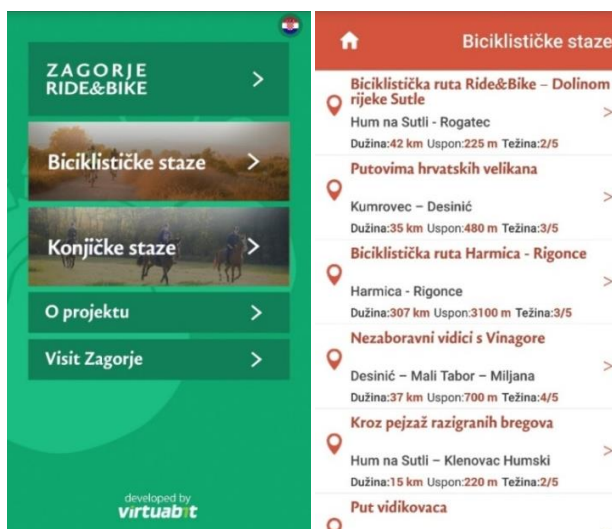 ZAGORJE
RIDE&BIKE
Biciklističke staze
Konjičke staze
O projektu
Visit Zagorje
developed by
virtuabit
Biciklističke staze
Biciklistička ruta Ride&Bike – Dolinom
rijeke Sutle
Hum na Sutli - Rogatec
Dužina:42 km Uspon:225 m Težina:2/5
Putovima hrvatskih velikana
Kumrovec – Desinić
Dužina:35 km Uspon:480 m Težina:3/5
Biciklistička ruta Harmica - Rigonce
Harmica - Rigonce
Dužina:307 km Uspon:3100 m Težina:3/5
Nezaboravni vidici s Vinagore
Desinić – Mali Tabor – Miljana
Dužina:37 km Uspon:700 m Težina:4/5
Kroz pejzaž razigranih bregova
Hum na Sutli – Klenovac Humski
Dužina:15 km Uspon:220 m Težina:2/5
Put vidikovaca